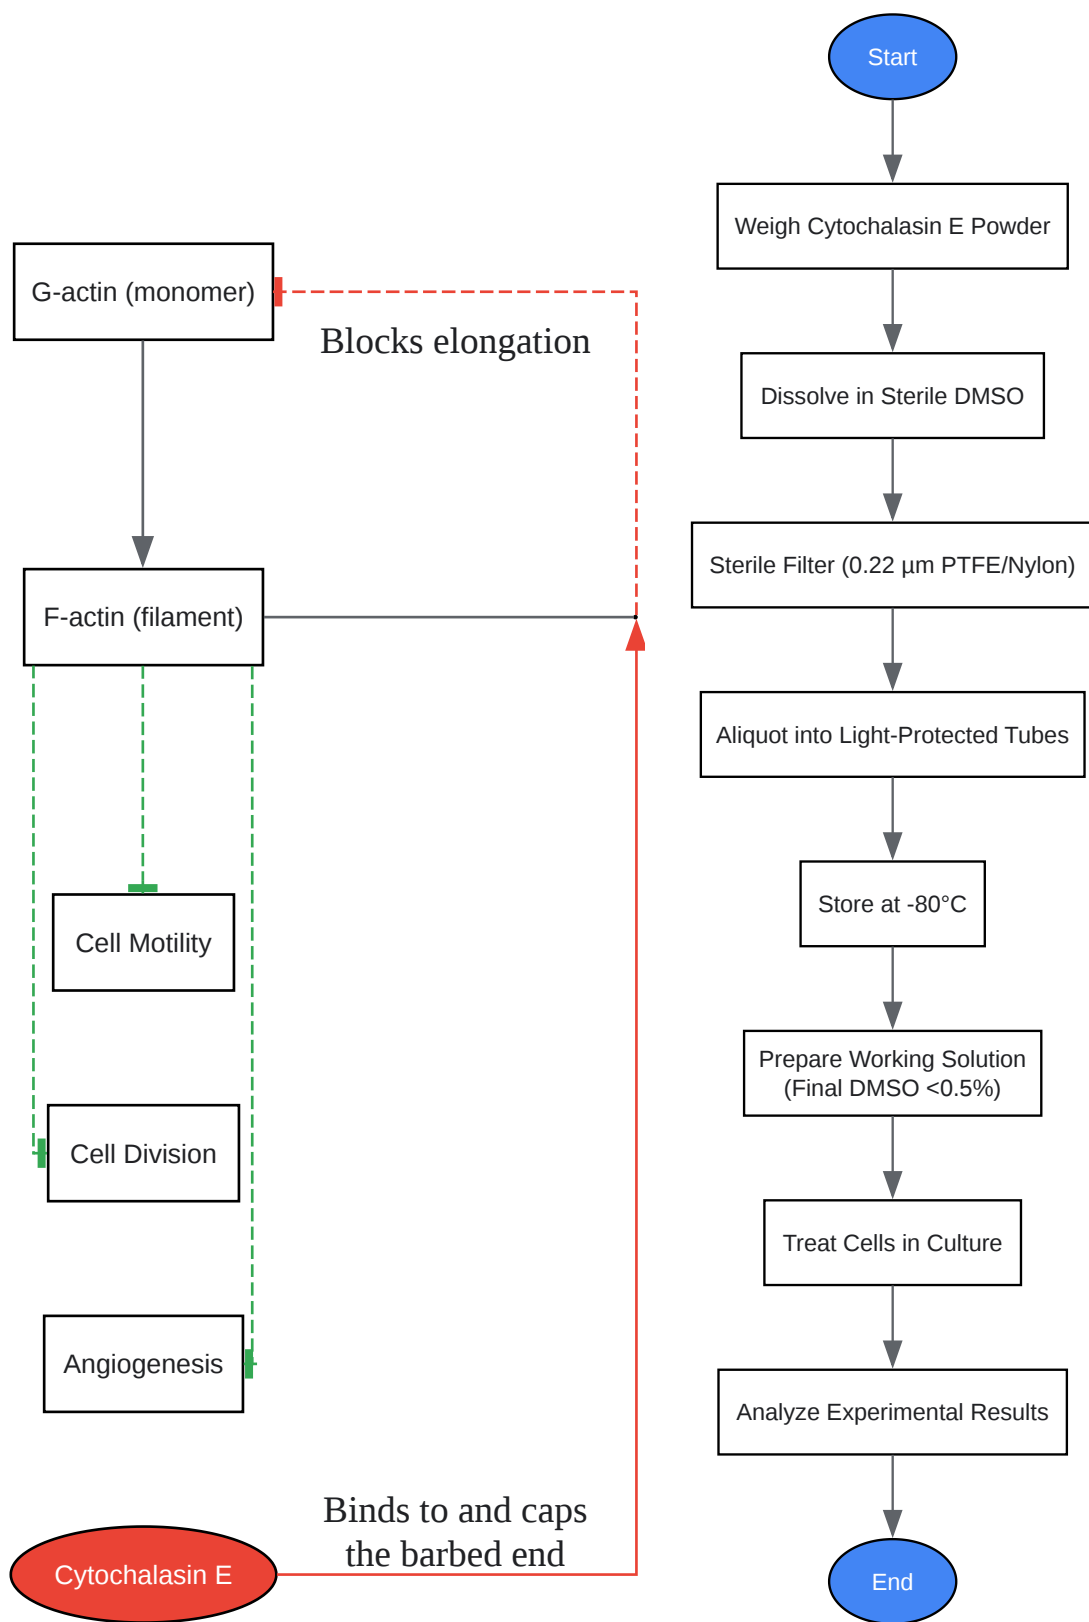 G-actin (monomer)
Blocks elongation
F-actin (filament)
Cell Motility
Cell Division
Angiogenesis
Binds to and caps
the barbed end
Cytochalasin E
Start
Weigh Cytochalasin E Powder
Dissolve in Sterile DMSO
Sterile Filter (0.22 µm PTFE/Nylon)
Aliquot into Light-Protected Tubes
Store at -80°C
Prepare Working Solution
(Final DMSO <0.5%)
Treat Cells in Culture
Analyze Experimental Results
End